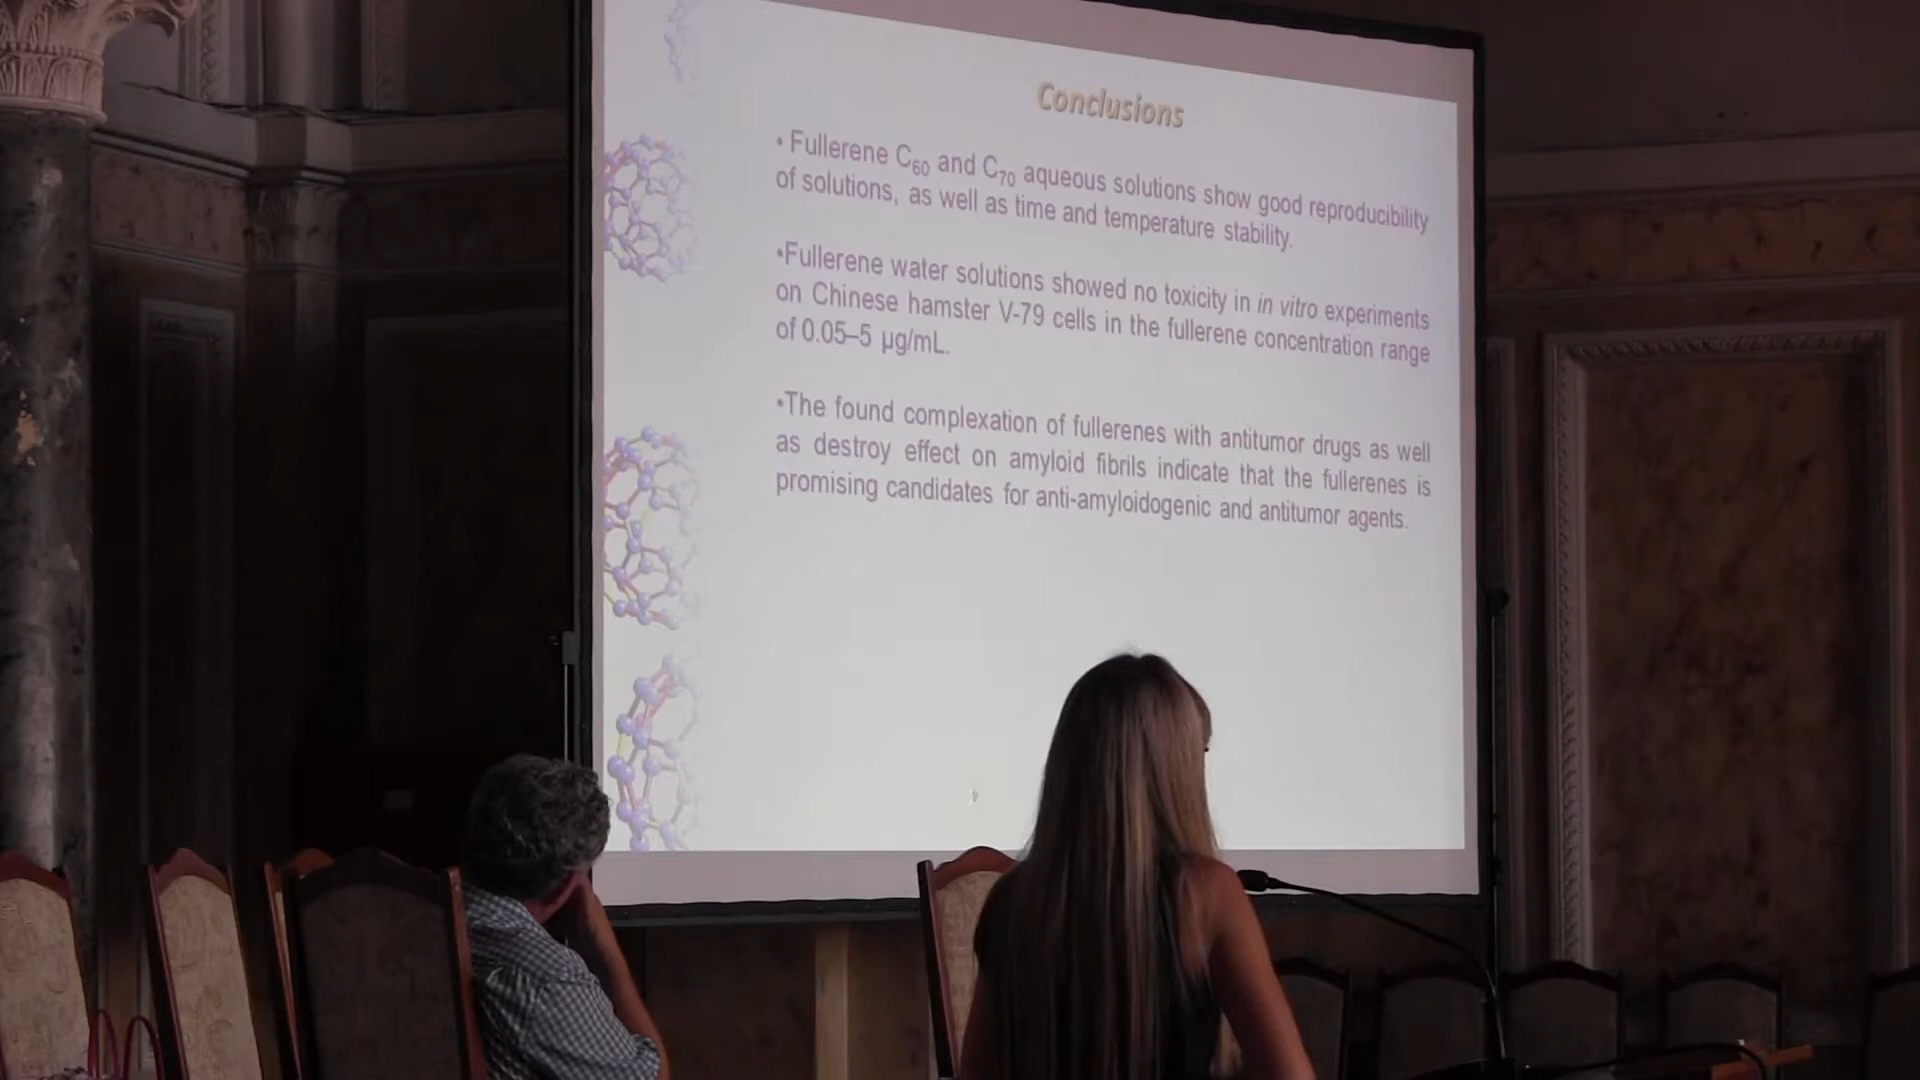 Conclusions
• Fullerene C₆₀ and C₇₀ aqueous solutions show good reproducibility
of solutions, as well as time and temperature stability.
•Fullerene water solutions showed no toxicity in in vitro experiments
on Chinese hamster V-79 cells in the fullerene concentration range
of 0.05–5 µg/mL.
•The found complexation of fullerenes with antitumor drugs as well
as destroy effect on amyloid fibrils indicate that the fullerenes is
promising candidates for anti-amyloidogenic and antitumor agents.